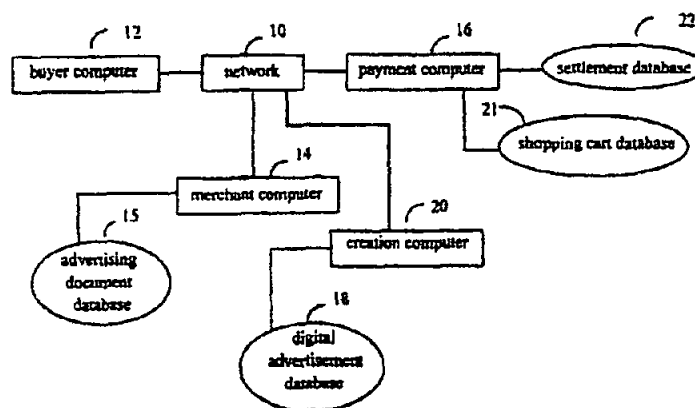 12
buyer computer
10
network
16
payment computer
22
settlement database
21
shopping cart database
14
merchant computer
15
advertising
document
database
20
creation computer
18
digital
advertisement
database